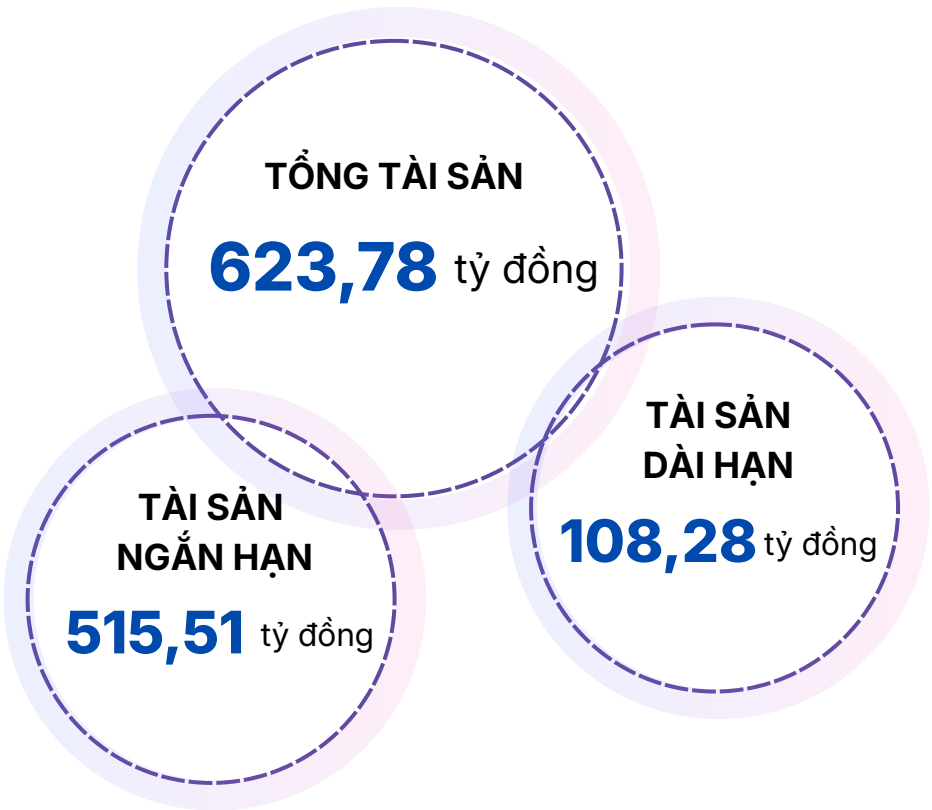 TỔNG TÀI SẢN
623,78 tỷ đồng
TÀI SẢN
DÀI HẠN
108,28 tỷ đồng
TÀI SẢN
NGẮN HẠN
515,51 tỷ đồng